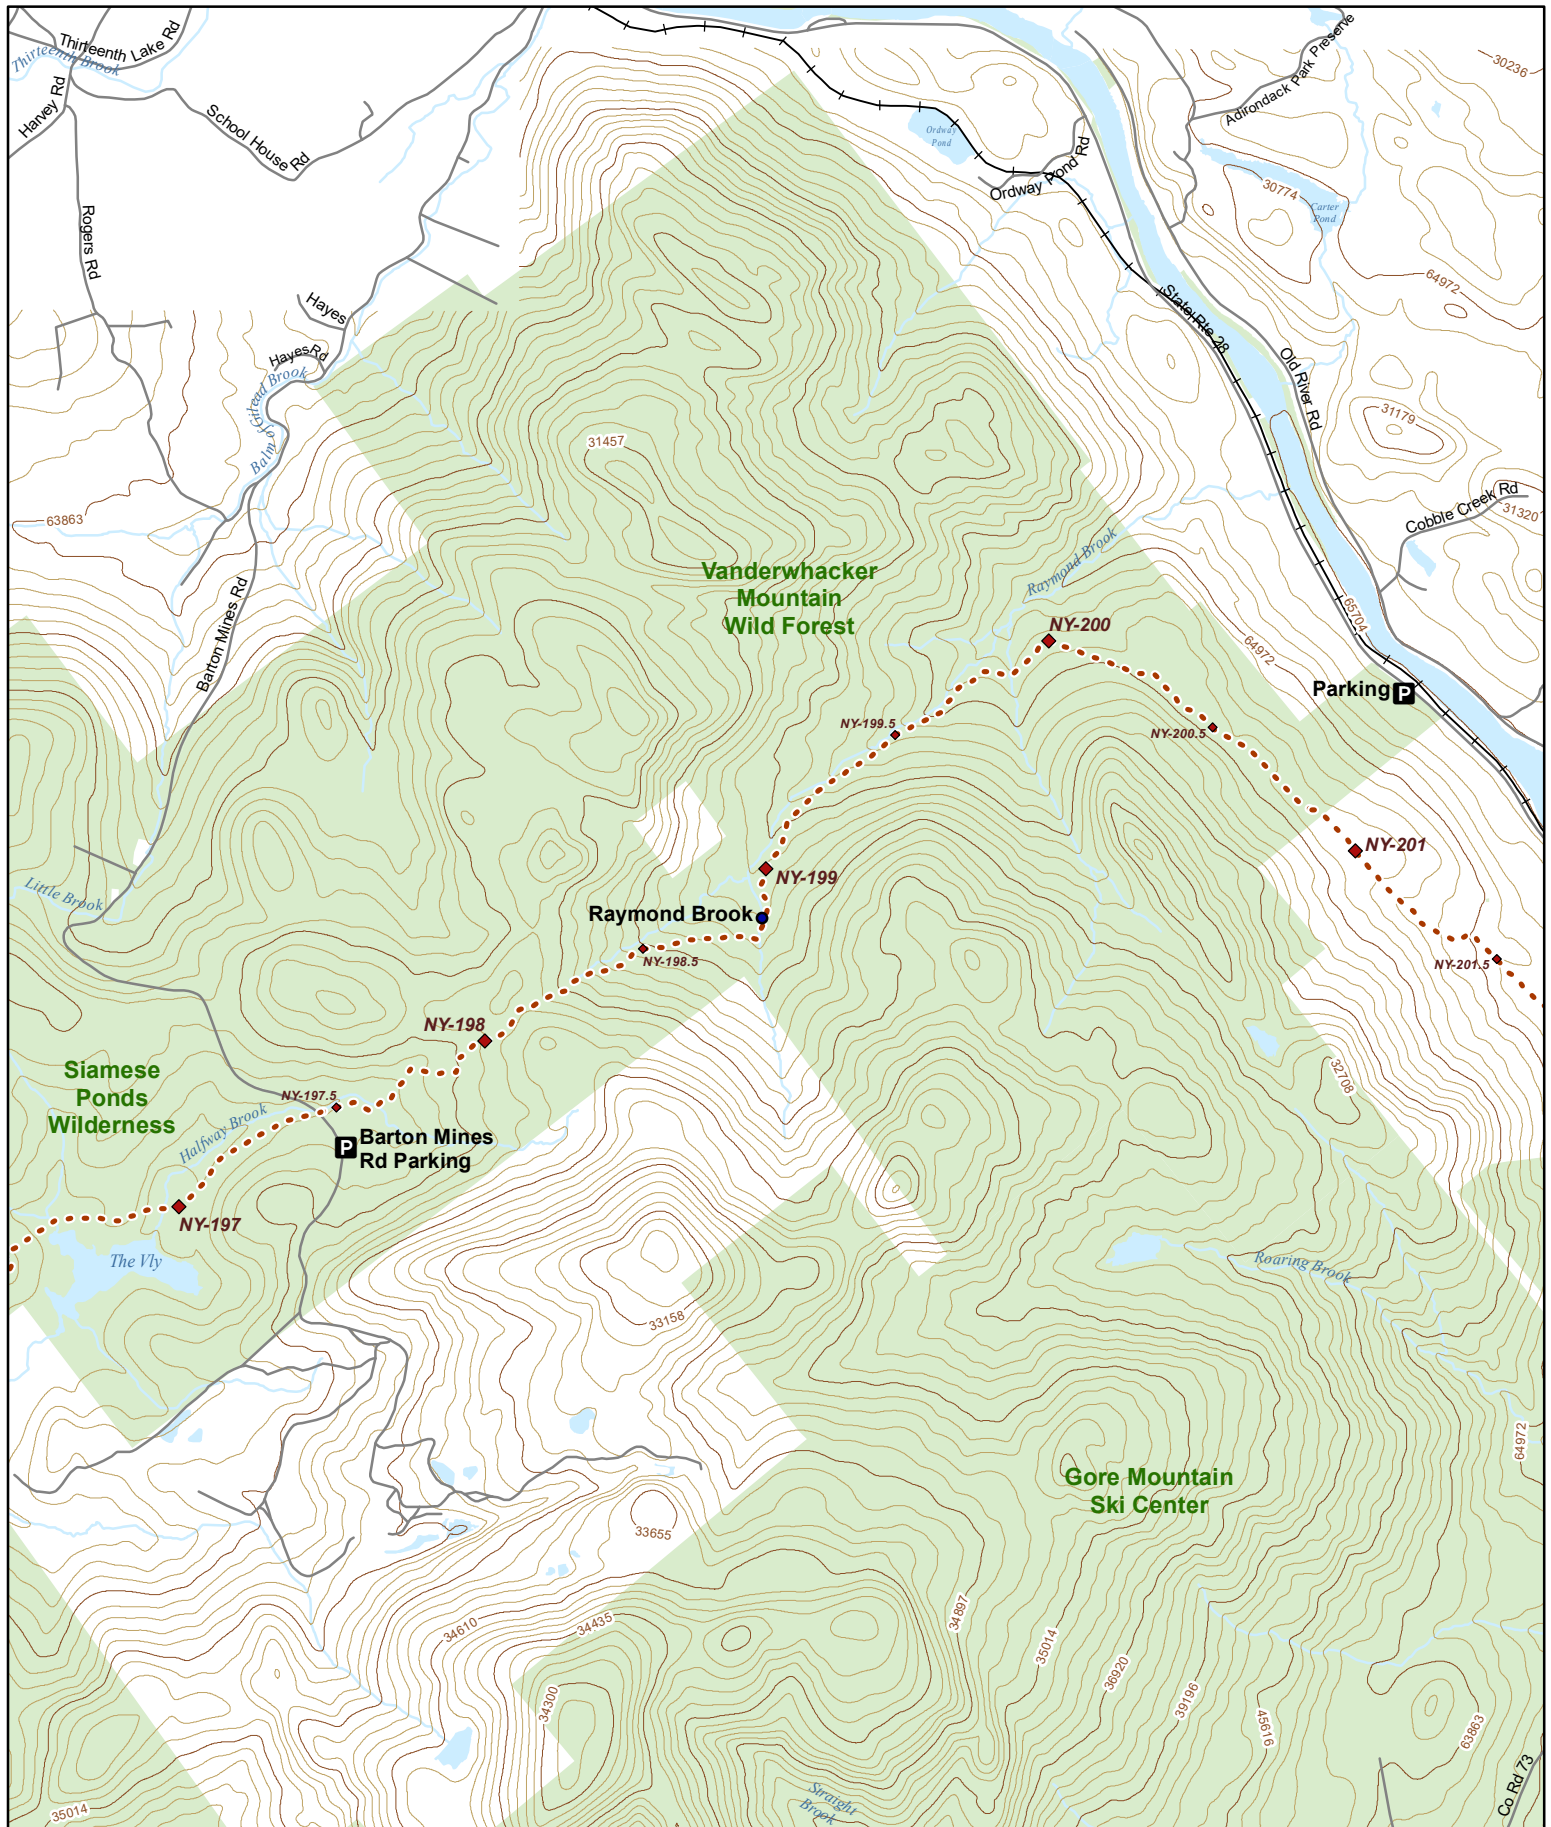 Thirteenth Lake Rd
Thirteenth Brook
Harvey Rd
School House Rd
Rogers Rd
Hayes
Hayes Rd
Balm of Gilead Brook
63863
Barton Mines Rd
Ordway
Pond
Ordway Pond Rd
Adirondack Park Preserve
30236
30774
Carter
Pond
64972
State Rte 28
Old River Rd
31179
Cobble Creek Rd
31320
31457
Raymond Brook
65704
64972
Vanderwhacker
Mountain
Wild Forest
NY-200
Parking P
NY-199.5
NY-200.5
NY-201
NY-199
Little Brook
Raymond Brook
NY-198.5
NY-201.5
NY-198
32708
Siamese
Ponds
Wilderness
NY-197.5
Halfway Brook
P Barton Mines
Rd Parking
NY-197
The Vly
Roaring Brook
33158
64972
Gore Mountain
Ski Center
33655
34610
34435
34897
35014
36920
39196
45616
63863
34300
35014
Straight
Brook
Co Rd 73